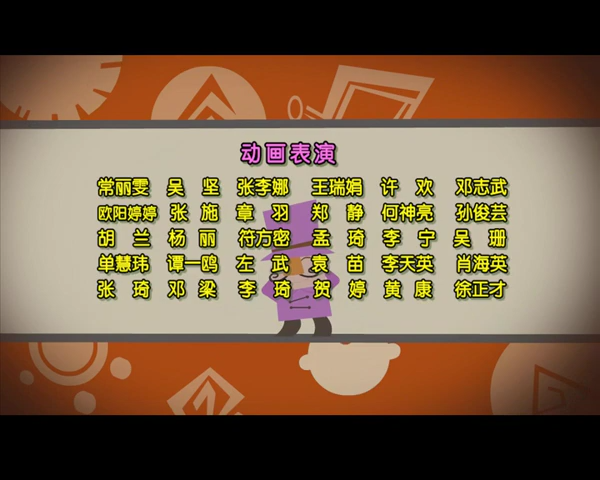 动画表演
常丽雯 吴 坚 张李娜 王瑞娟 许 欢 邓志武
欧阳婷婷 张 施 章 羽 郑 静 何神亮 孙俊芸
胡 兰 杨 丽 符方密 孟 琦 李 宁 吴 珊
单慧玮 谭一鸥 左 武 袁 苗 李天英 肖海英
张 琦 邓 梁 李 琦 贺 婷 黄 康 徐正才